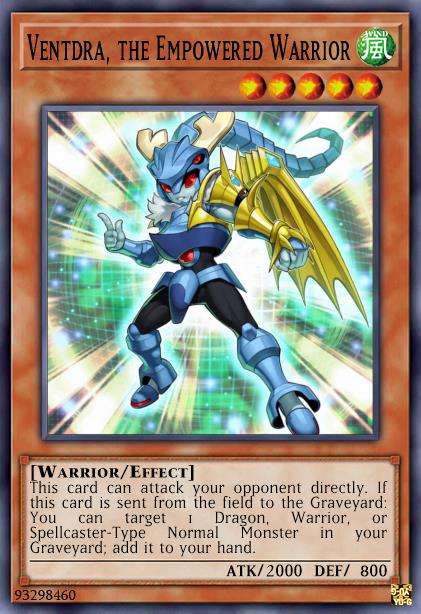 Ventdra, the Empowered Warrior
WIND
風
[Warrior/Effect]
This card can attack your opponent directly. If
this card is sent from the field to the Graveyard:
You can target 1 Dragon, Warrior, or
Spellcaster-Type Normal Monster in your
Graveyard; add it to your hand.
ATK/2000 DEF/ 800
93298460